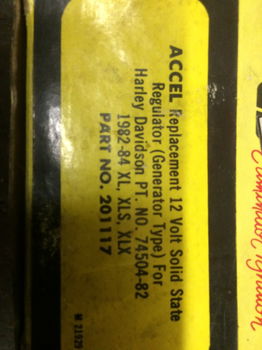 ACCEL Replacement 12 Volt Solid State
Regulator (Generator Type) For
Harley Davidson PT. NO. 74504-82
1982-84 XL, XLS, XLX
PART NO. 201117
M 21929